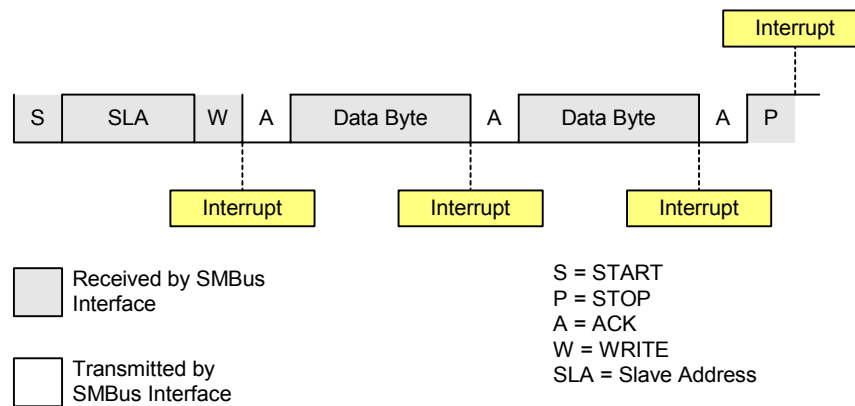 Interrupt
S
SLA
W
A
Data Byte
A
Data Byte
A
P
Interrupt
Interrupt
Interrupt
Received by SMBus
Interface
Transmitted by
SMBus Interface
S = START
P = STOP
A = ACK
W = WRITE
SLA = Slave Address